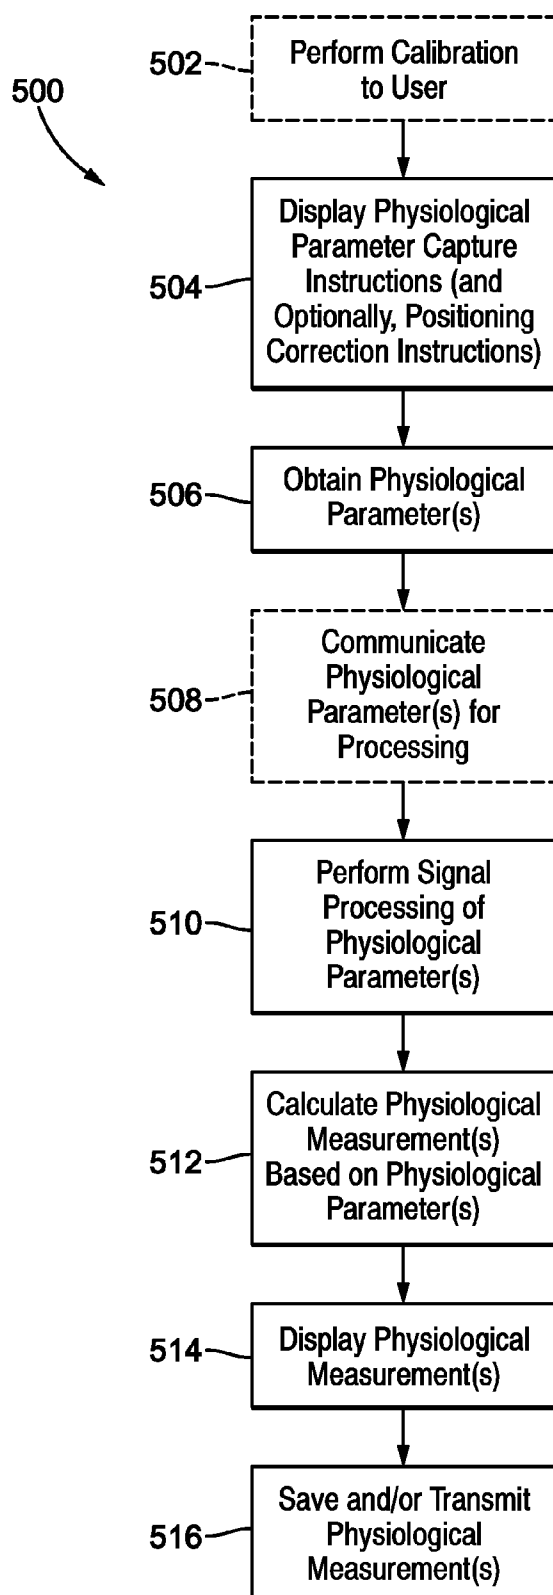 502
Perform Calibration
to User
500
Display Physiological
Parameter Capture
Instructions (and
Optionally, Positioning
Correction Instructions)
504
Obtain Physiological
Parameter(s)
506
Communicate
Physiological
Parameter(s) for
Processing
508
Perform Signal
Processing of
Physiological
Parameter(s)
510
Calculate Physiological
Measurement(s)
Based on Physiological
Parameter(s)
512
Display Physiological
Measurement(s)
514
Save and/or Transmit
Physiological
Measurement(s)
516